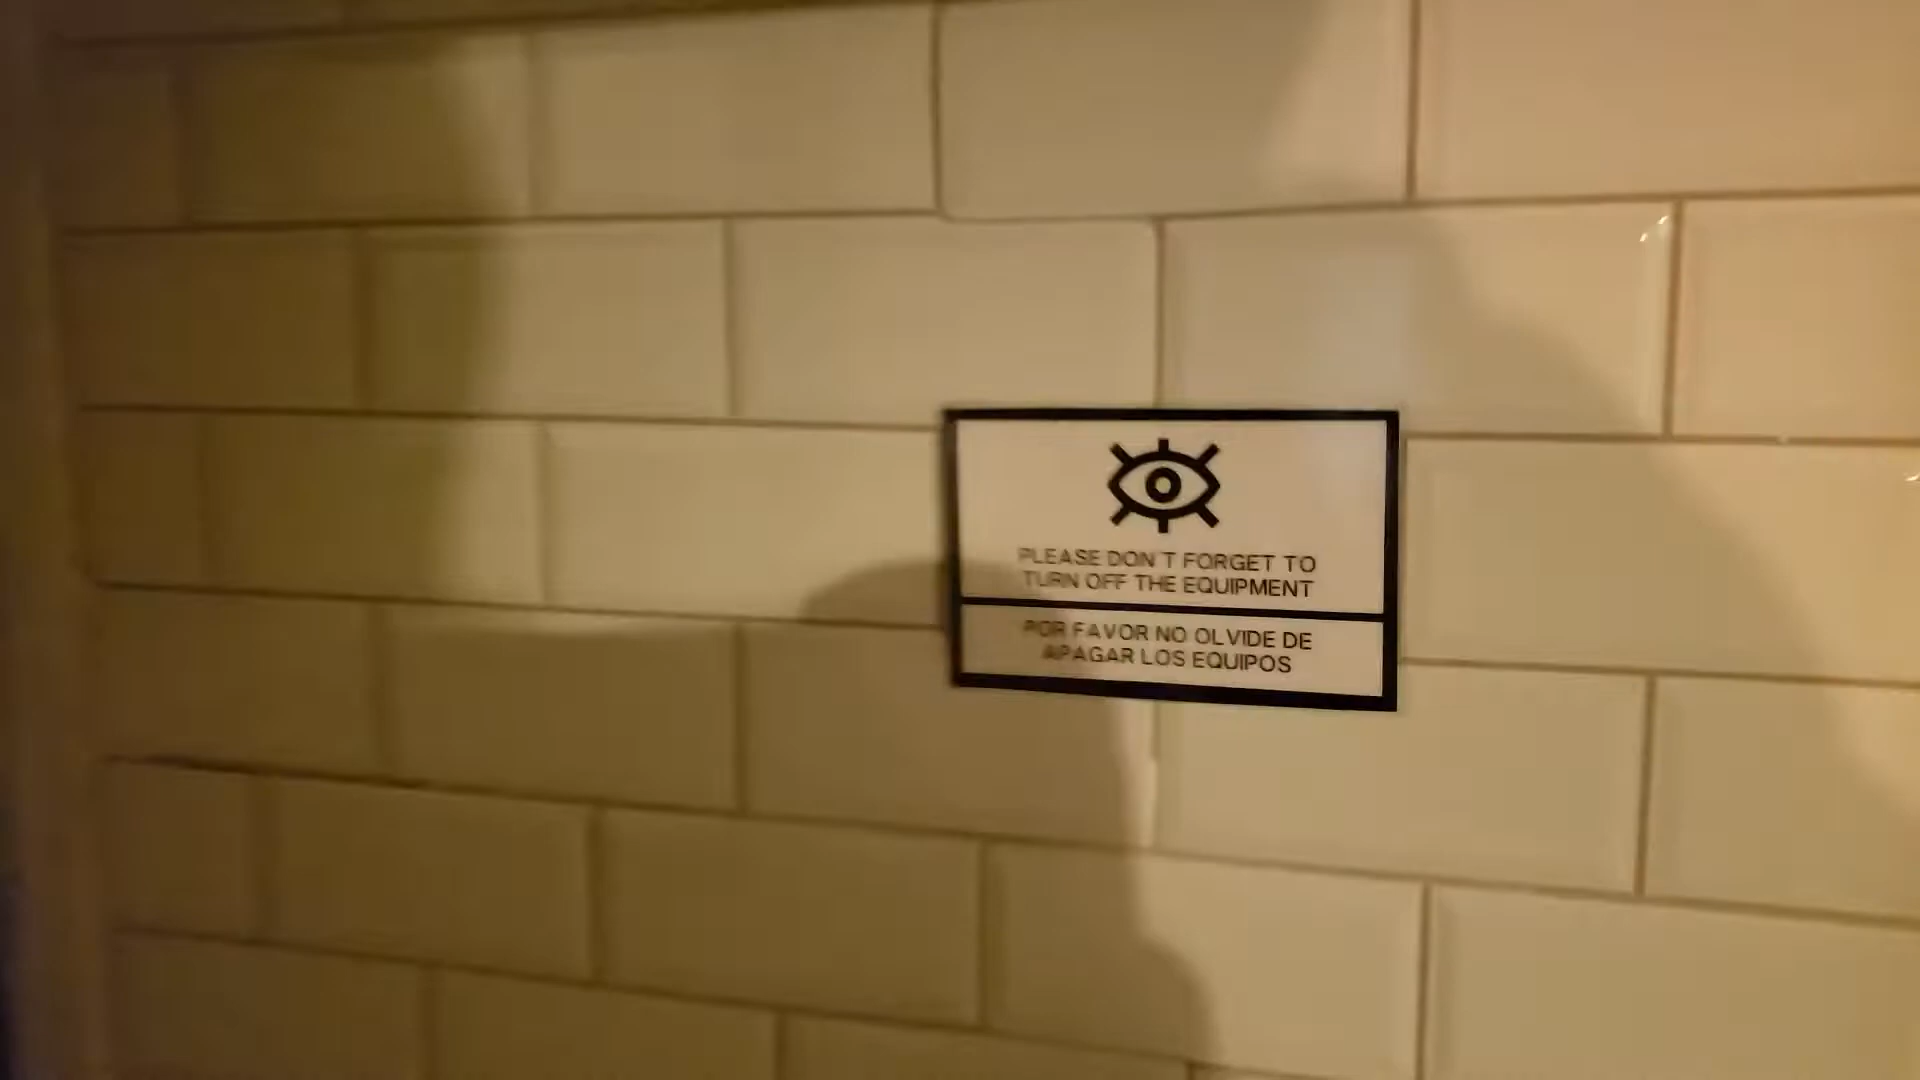 PLEASE DON'T FORGET TO
TURN OFF THE EQUIPMENT
POR FAVOR NO OLVIDE DE
APAGAR LOS EQUIPOS